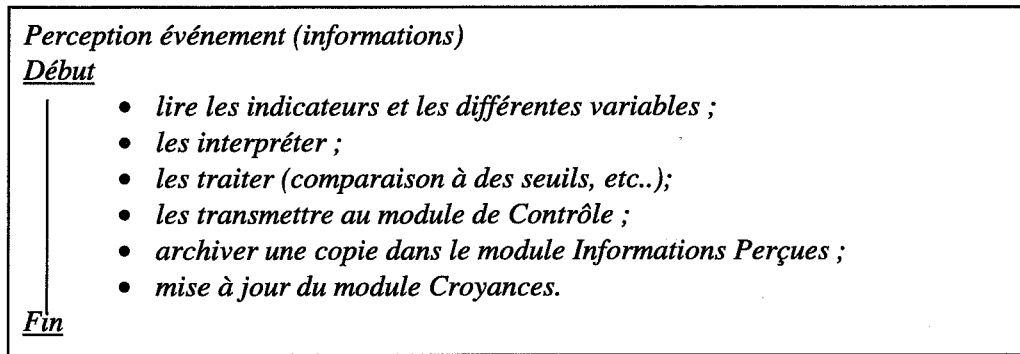 Perception événement (informations)
Début
• lire les indicateurs et les différentes variables ;
• les interpréter ;
• les traiter (comparaison à des seuils, etc..);
• les transmettre au module de Contrôle ;
• archiver une copie dans le module Informations Perçues ;
• mise à jour du module Croyances.
Fin